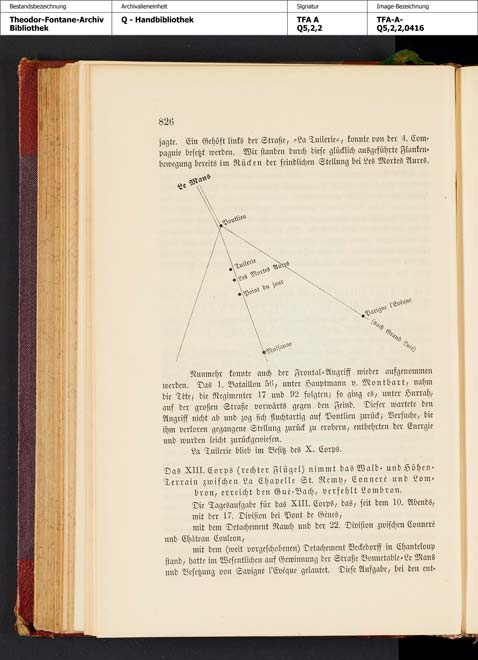 Bestandsbezeichnung
Theodor-Fontane-Archiv
Bibliothek
Archivalieneinheit
Q - Handbibliothek
Signatur
TFA A
Q5,2,2
Image-Bezeichnung
TFA-A-
Q5,2,2,0416
826
jagte. Ein Gehöft links der Straße, »La Tuilerie«, konnte von der 4. Com-
pagnie besetzt werden. Wir standen durch diese glücklich ausgeführte Flanken-
bewegung bereits im Rücken der feindlichen Stellung bei Les Mortes Aures.
Le Mans
Pontlieu
Tuilerie
Les Mortes Aures
Point du jour
Parigne l'Evêque
(nach Grand Lucé)
Mulsanne
Nunmehr konnte auch der Frontal-Angriff wieder aufgenommen
werden. Das 1. Bataillon 56, unter Hauptmann v. Montbart, nahm
die Tête, die Regimenter 17 und 92 folgten; so ging es, unter Hurrah,
auf der großen Straße vorwärts gegen den Feind. Dieser wartete den
Angriff nicht ab und zog sich fluchtartig auf Pontlieu zurück; Versuche, die
ihm verloren gegangene Stellung zurück zu erobern, entbehrten der Energie
und wurden leicht zurückgewiesen.
La Tuilerie blieb im Besitz des X. Corps.
Das XIII. Corps (rechter Flügel) nimmt das Wald- und Höhen-
Terrain zwischen La Chapelle St. Remy, Connerré und Lom-
bron, erreicht den Gué-Bach, verfehlt Lombron.
Die Tagesaufgabe für das XIII. Corps, das, seit dem 10. Abends,
mit der 17. Division bei Pont de Gènes,
mit dem Detachement Rauch und der 22. Division zwischen Connerré
und Château Couleon,
mit dem (weit vorgeschobenen) Detachement Beckedorff in Chanteloup
stand, hatte im Wesentlichen auf Gewinnung der Straße Bonnetable-Le Mans
und Besetzung von Savigné l'Evêque gelautet. Diese Aufgabe, bei den ent-